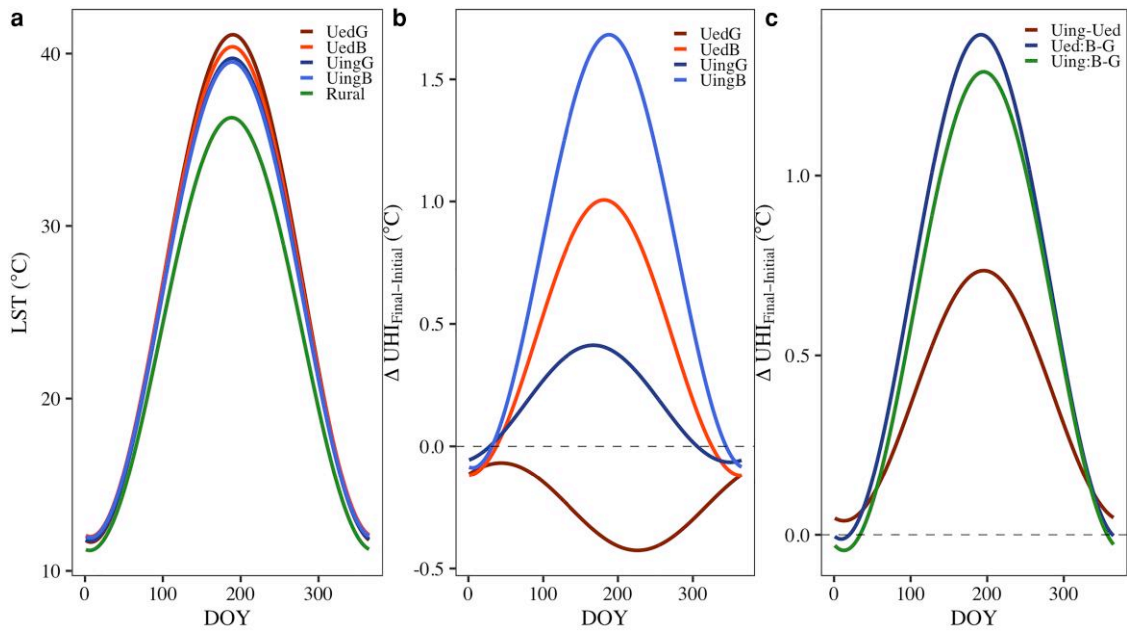 a
LST (°C)
40
30
20
10
0
100
200
300
DOY
UedG
UedB
UingG
UingB
Rural
b
Δ UHIFinal−Initial (°C)
1.5
1.0
0.5
0.0
-0.5
0
100
200
300
DOY
UedG
UedB
UingG
UingB
c
Δ UHIFinal−Initial (°C)
1.0
0.5
0.0
0
100
200
300
DOY
Uing-Ued
Ued:B-G
Uing:B-G